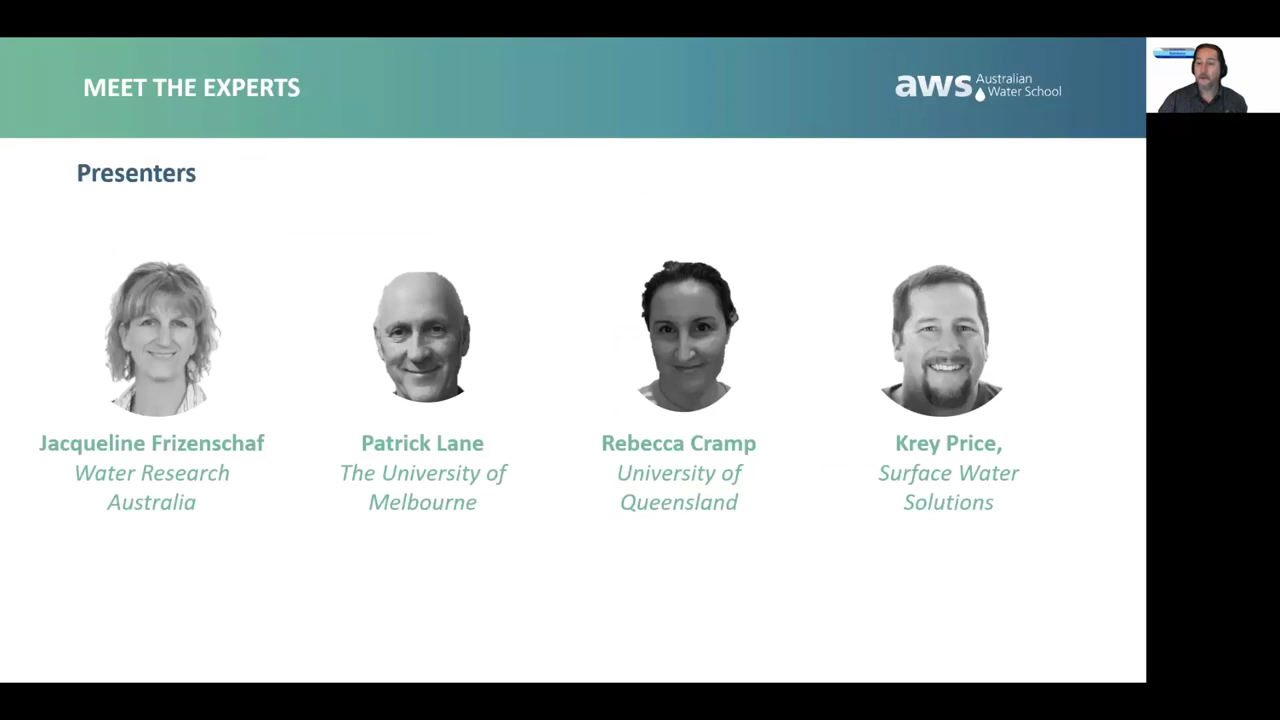 MEET THE EXPERTS
aws Australian
Water School
Presenters
Jacqueline Frizenschaf
Water Research
Australia
Patrick Lane
The University of
Melbourne
Rebecca Cramp
University of
Queensland
Krey Price,
Surface Water
Solutions